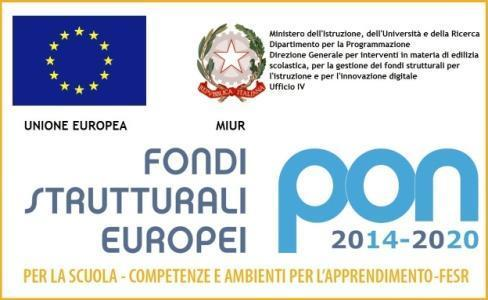 Ministero dell'Istruzione, dell'Università e della Ricerca
Dipartimento per la Programmazione
Direzione Generale per interventi in materia di edilizia
scolastica, per la gestione dei fondi strutturali per
l'istruzione e per l'innovazione digitale
Ufficio IV
REPVBBLICA ITALIANA
UNIONE EUROPEA
MIUR
FONDI
STRUTTURALI
EUROPEI
pon
2014-2020
PER LA SCUOLA - COMPETENZE E AMBIENTI PER L'APPRENDIMENTO-FESR